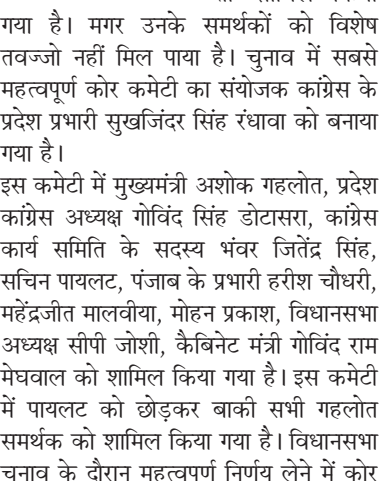 गया है। मगर उनके समर्थकों को विशेष
तवज्जो नहीं मिल पाया है। चुनाव में सबसे
महत्वपूर्ण कोर कमेटी का संयोजक कांग्रेस के
प्रदेश प्रभारी सुखजिंदर सिंह रंधावा को बनाया
गया है।
इस कमेटी में मुख्यमंत्री अशोक गहलोत, प्रदेश
कांग्रेस अध्यक्ष गोविंद सिंह डोटासरा, कांग्रेस
कार्य समिति के सदस्य भंवर जितेंद्र सिंह,
सचिन पायलट, पंजाब के प्रभारी हरीश चौधरी,
महेंद्रजीत मालवीया, मोहन प्रकाश, विधानसभा
अध्यक्ष सीपी जोशी, कैबिनेट मंत्री गोविंद राम
मेघवाल को शामिल किया गया है। इस कमेटी
में पायलट को छोड़कर बाकी सभी गहलोत
समर्थक को शामिल किया गया है। विधानसभा
चुनाव के दौरान महत्वपूर्ण निर्णय लेने में कोर